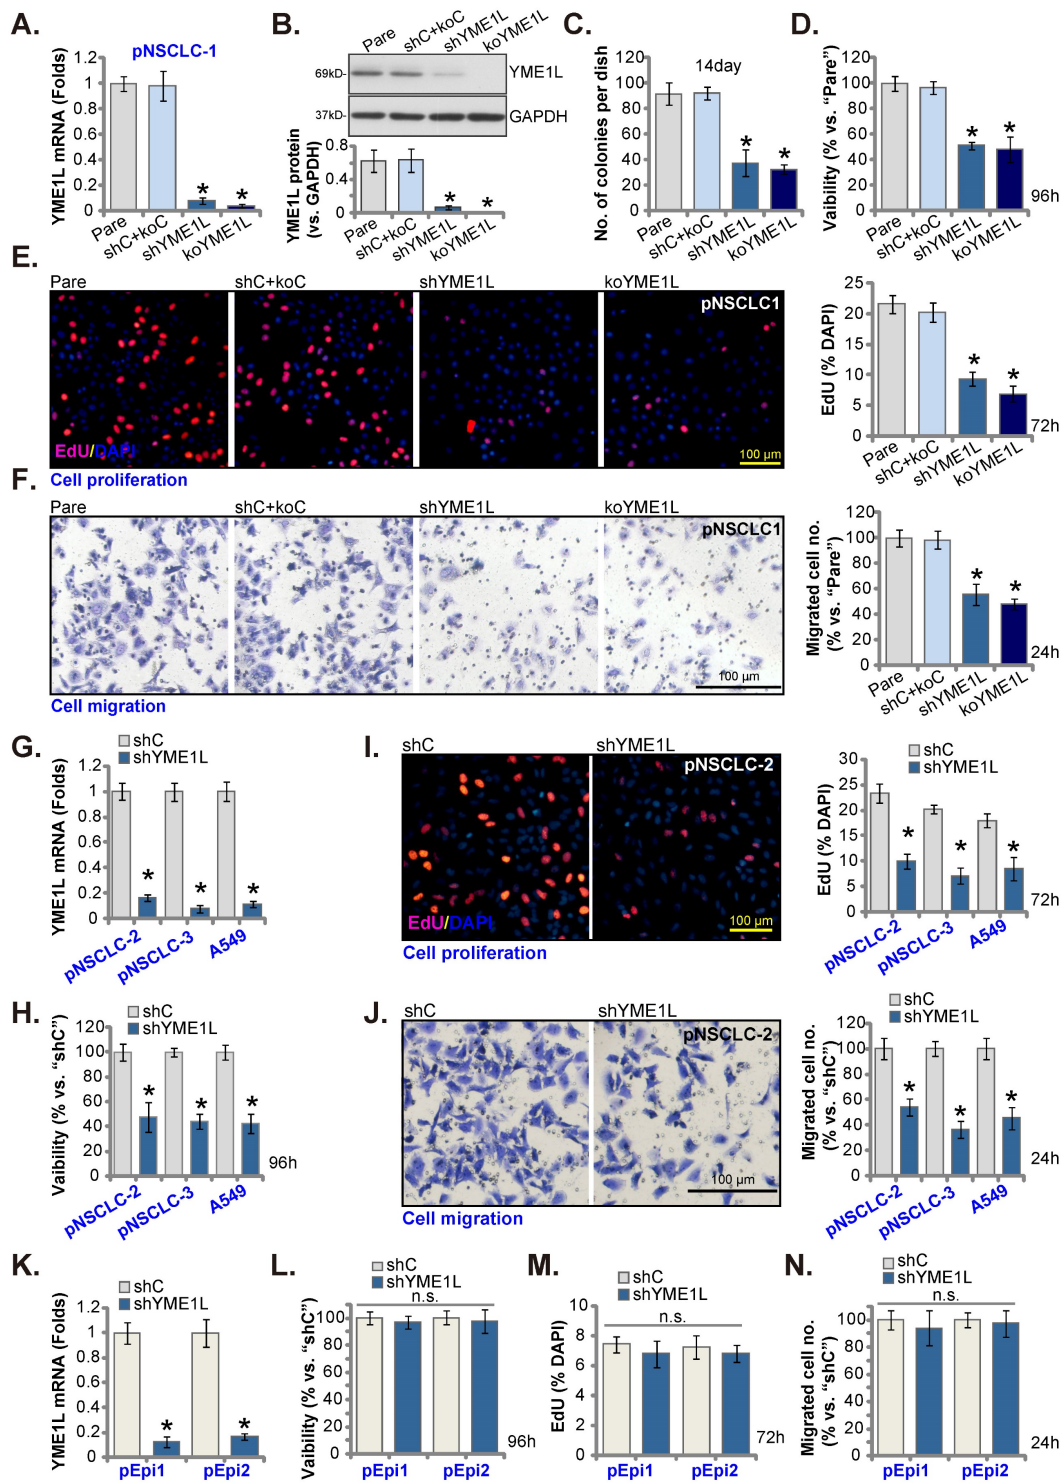 A.
pNSCLC-1
YME1L mRNA (Folds)
1.2
1
0.8
0.6
0.4
0.2
0
*
*
Pare
shC+koC
shYME1L
koYME1L
B.
Pare
shC+koC
shYME1L
koYME1L
69kD-
YME1L
37kD-
GAPDH
YME1L protein
(vs. GAPDH)
0.8
0.4
0
*
*
Pare
shC+koC
shYME1L
koYME1L
C.
14day
No. of colonies per dish
120
100
80
60
40
20
0
*
*
Pare
shC+koC
shYME1L
koYME1L
D.
Vaibility (% vs. “Pare”)
120
100
80
60
40
20
0
*
*
96h
Pare
shC+koC
shYME1L
koYME1L
E.
Pare
shC+koC
shYME1L
koYME1L
pNSCLC1
EdU/DAPI
100 µm
Cell proliferation
EdU (% DAPI)
25
20
15
10
5
0
*
*
72h
Pare
shC+koC
shYME1L
koYME1L
F.
Pare
shC+koC
shYME1L
koYME1L
pNSCLC1
100 µm
Cell migration
Migrated cell no.
(% vs. “Pare”)
120
100
80
60
40
20
0
*
*
24h
Pare
shC+koC
shYME1L
koYME1L
G.
shC
shYME1L
YME1L mRNA (Folds)
1.2
1
0.8
0.6
0.4
0.2
0
*
*
*
pNSCLC-2
pNSCLC-3
A549
I.
shC
shYME1L
pNSCLC-2
EdU/DAPI
100 µm
Cell proliferation
shC
shYME1L
EdU (% DAPI)
30
25
20
15
10
5
0
*
*
*
72h
pNSCLC-2
pNSCLC-3
A549
H.
shC
shYME1L
Vaibility (% vs. “shC”)
120
100
80
60
40
20
0
*
*
*
96h
pNSCLC-2
pNSCLC-3
A549
J.
shC
shYME1L
pNSCLC-2
100 µm
Cell migration
shC
shYME1L
Migrated cell no.
(% vs. “shC”)
120
100
80
60
40
20
0
*
*
*
24h
pNSCLC-2
pNSCLC-3
A549
K.
shC
shYME1L
YME1L mRNA (Folds)
1.2
1
0.8
0.6
0.4
0.2
0
*
*
pEpi1
pEpi2
L.
shC
shYME1L
n.s.
Vaibility (% vs. “shC”)
120
100
80
60
40
20
0
96h
pEpi1
pEpi2
M.
shC
shYME1L
n.s.
EdU (% DAPI)
10
8
6
4
2
0
72h
pEpi1
pEpi2
N.
shC
shYME1L
n.s.
Migrated cell no.
(% vs. “shC”)
120
100
80
60
40
20
0
24h
pEpi1
pEpi2